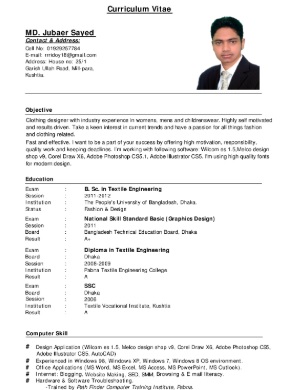 Curriculum Vitae
MD. Jubaer Sayed
Contact & Address:
Cell No: 01929267784
E-mail: mridoy18@gmail.com
Address: House no: 25/1
Garish Ullah Road, Mill-para,
Kushtia.
Objective
Clothing designer with industry experience in womens, mens and childrenswear. Highly self motivated
and results driven. Take a keen interest in current trends and have a passion for all things fashion
and clothing related.
Fast and effective. I want to be a part of your success by offering high motivation, responsibility,
quality work and keeping deadlines. I'm working with following software Wilcom es 1.5,Melco design
shop v9, Corel Draw X6, Adobe Photoshop CS5.1, Adobe Illustrator CS5. I'm using high quality fonts
for modern design.
Education
Exam : B. Sc. in Textile Engineering
Session : 2011-2012
Institution : The People's University of Bangladesh, Dhaka.
Status : Fashion & Design
Exam : National Skill Standard Basic (Graphics Design)
Session : 2011
Board : Bangladesh Technical Education Board, Dhaka
Result : A+
Exam : Diploma in Textile Engineering
Board : Dhaka
Session : 2008-2009
Institution : Pabna Textile Engineering College
Result : A
Exam : SSC
Board : Dhaka
Session : 2000
Institution : Textile Vocational Institute, Kushtia
Result : A
Computer Skill
# Design Application (Wilcom es 1.5, Melco design shop v9, Corel Draw X6, Adobe Photoshop CS5,
Adobe Illustrator CS5, AutoCAD)
# Experienced in Windows 98, Windows XP, Windows 7, Windows 8 OS environment.
# Office Applications (MS Word, MS Excel, MS Access, MS PowerPoint, MS Outlook)
# Internet: Blogging, Website Making, SEO, SMM, Browsing & E mail literacy.
# Hardware & Software Troubleshooting.
-Trained by Path Finder Computer Training Institute, Pabna.